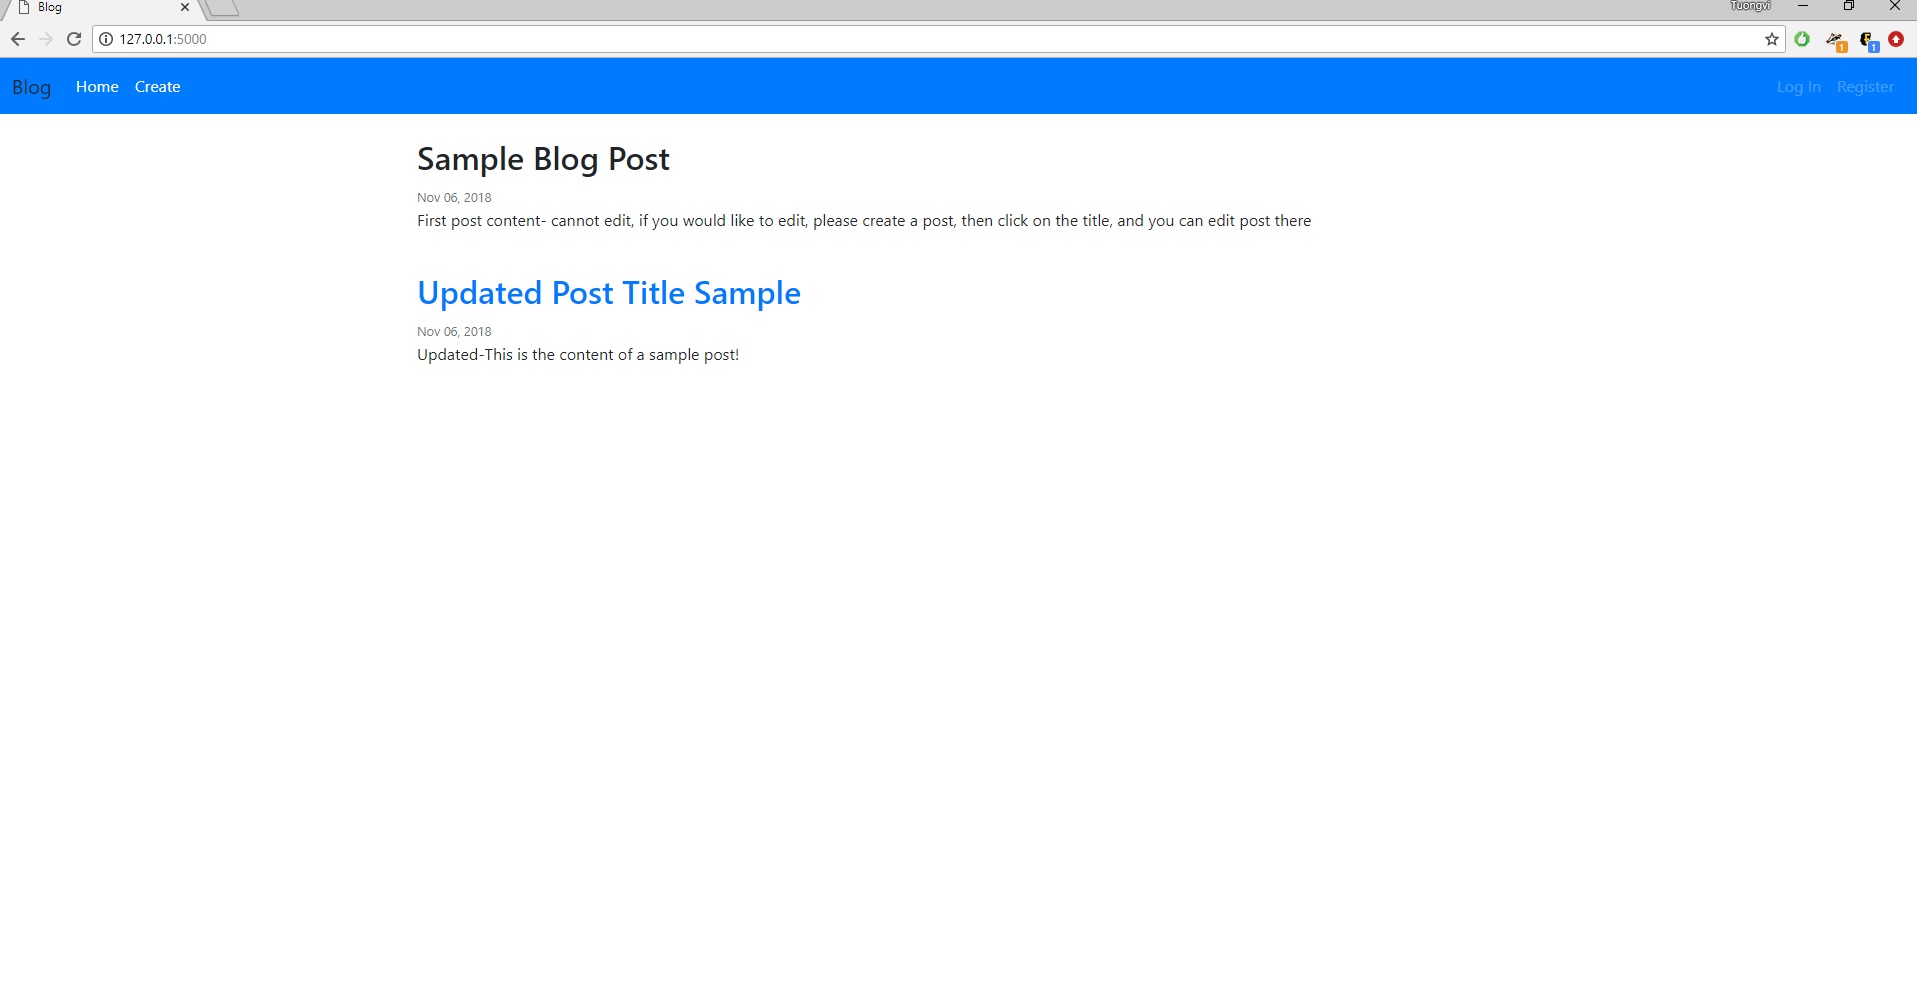 Blog
Tuongvi
127.0.0.1:5000
1
1
Blog Home Create Log In Register
Sample Blog Post
Nov 06, 2018
First post content- cannot edit, if you would like to edit, please create a post, then click on the title, and you can edit post there
Updated Post Title Sample
Nov 06, 2018
Updated-This is the content of a sample post!